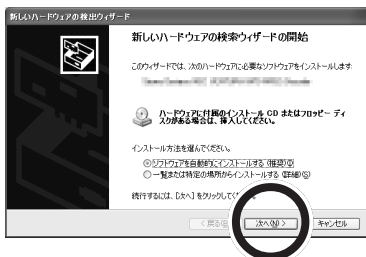 新しいハードウェアの検出ウィザード
新しいハードウェアの検索ウィザードの開始
このウィザードでは、次のハードウェアに必要なソフトウェアをインストールします:
ハードウェアに付属のインストール CD またはフロッピー ディ
スクがある場合は、挿入してください。
インストール方法を選んでください。
ソフトウェアを自動的にインストールする (推奨)(I)
一覧または特定の場所からインストールする (詳細)(S)
続行するには、[次へ] をクリックしてく
< 戻る(B)
次へ(N) >
キャンセル